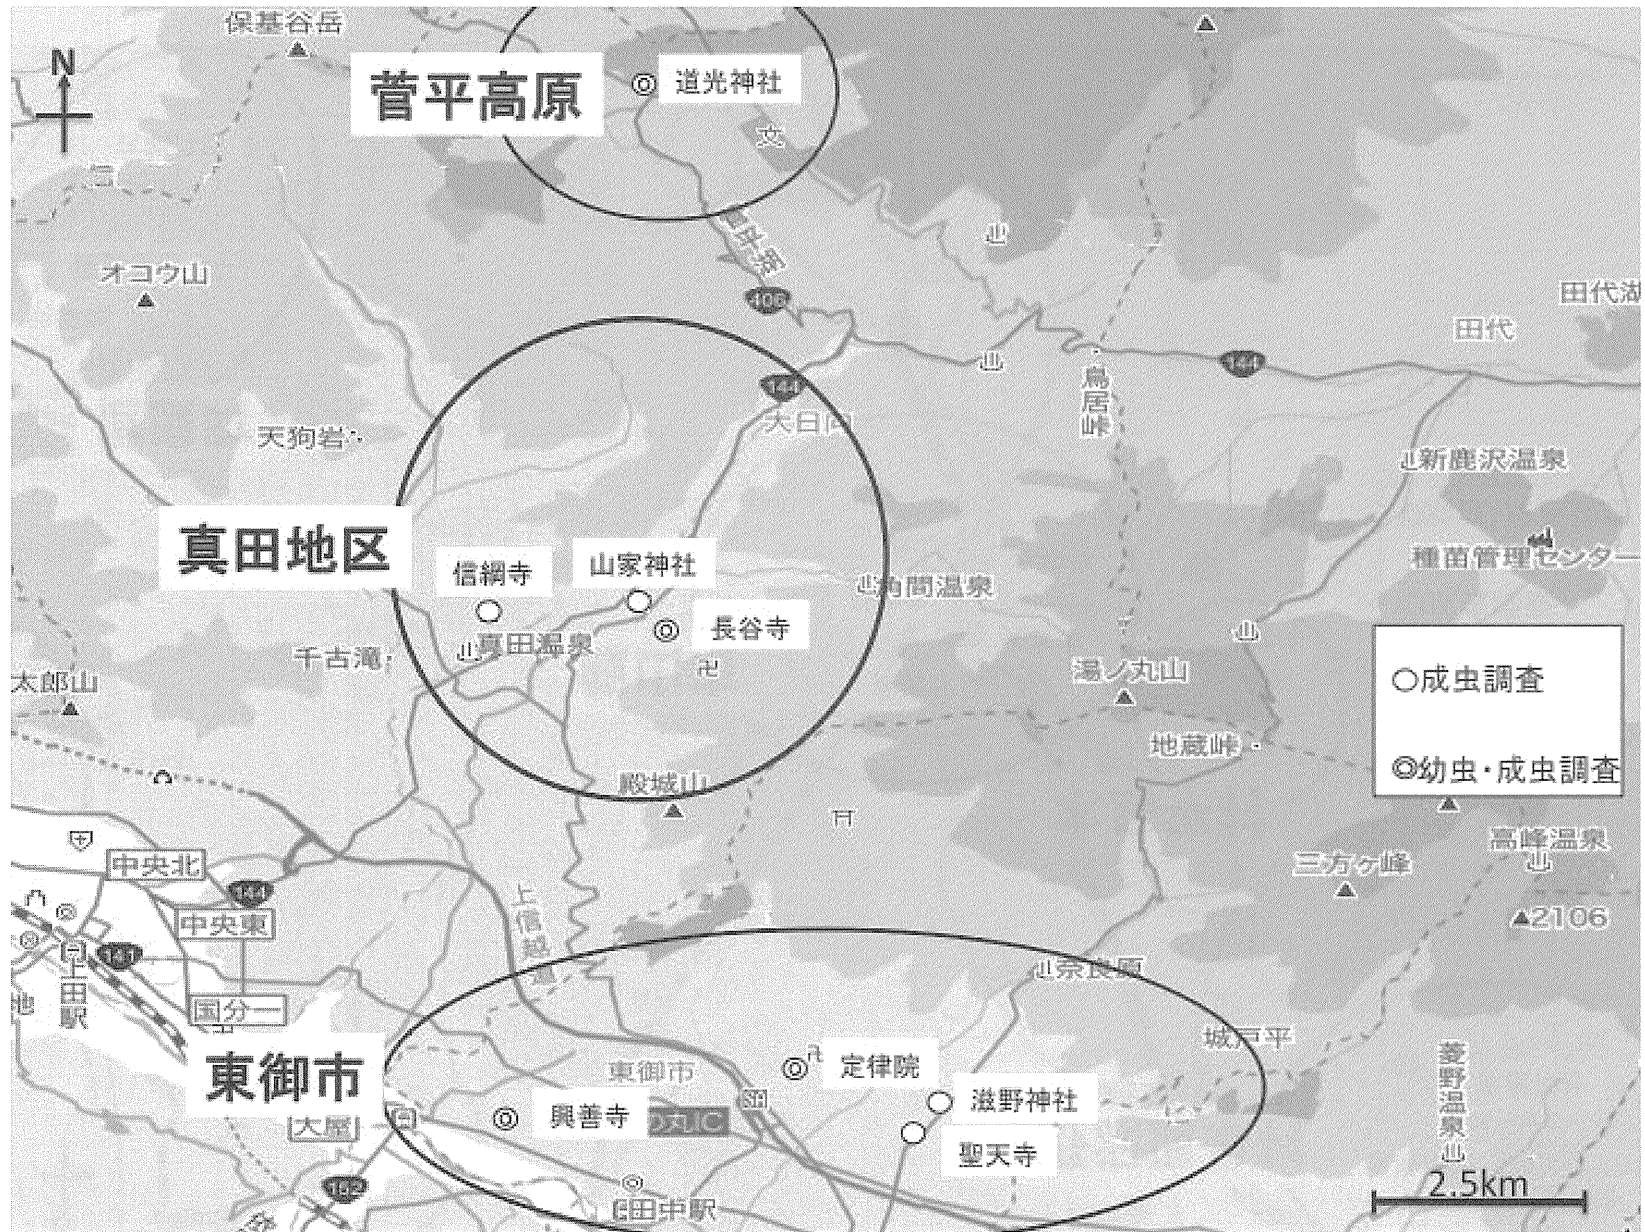 保基谷岳
N
菅平高原
道光神社
文
菅平湖
オコウ山
406
田代湖
田代
144
144
鳥居峠
大日向
天狗岩
新鹿沢温泉
真田地区
種苗管理センター
信綱寺
山家神社
角間温泉
長谷寺
真田温泉
千古滝
太郎山
湯ノ丸山
○成虫調査
地蔵峠
◎幼虫・成虫調査
殿城山
高峰温泉
三方ヶ峰
中央北
144
中央東
2106
上信越道
141
上田駅
奈良原
国分一
城戸平
東御市
東御市
定律院
菱野温泉
滋野神社
興善寺
の丸IC
大屋
聖天寺
152
2.5km
田中駅